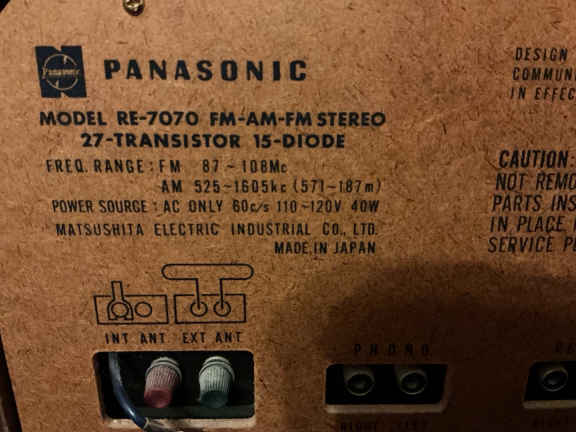 Panasonic
PANASONIC
MODEL RE-7070 FM-AM-FM STEREO
27-TRANSISTOR 15-DIODE
FREQ. RANGE : FM 87 ~ 108Mc
AM 525~1605kc (571~187m)
POWER SOURCE : AC ONLY 60c/s 110~120V 40W
MATSUSHITA ELECTRIC INDUSTRIAL CO., LTD.
MADE IN JAPAN
INT ANT EXT ANT
PHONO
DESIGN
IN EFFEC
CAUTION:
NOT REMO
PARTS INS
IN PLACE
SERVICE P